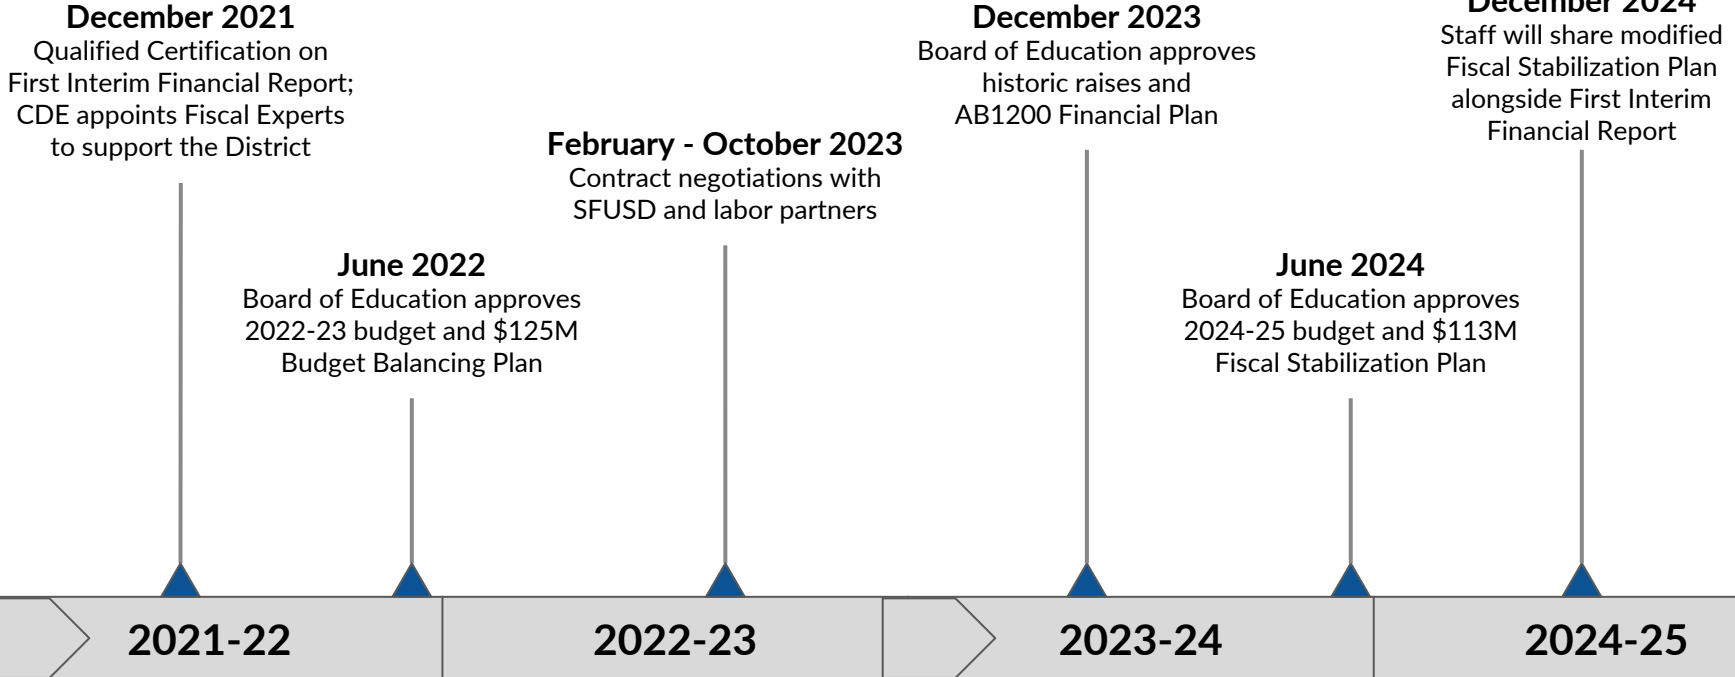 December 2021
Qualified Certification on
First Interim Financial Report;
CDE appoints Fiscal Experts
to support the District
June 2022
Board of Education approves
2022-23 budget and $125M
Budget Balancing Plan
February - October 2023
Contract negotiations with
SFUSD and labor partners
December 2023
Board of Education approves
historic raises and
AB1200 Financial Plan
June 2024
Board of Education approves
2024-25 budget and $113M
Fiscal Stabilization Plan
December 2024
Staff will share modified
Fiscal Stabilization Plan
alongside First Interim
Financial Report
2021-22
2022-23
2023-24
2024-25